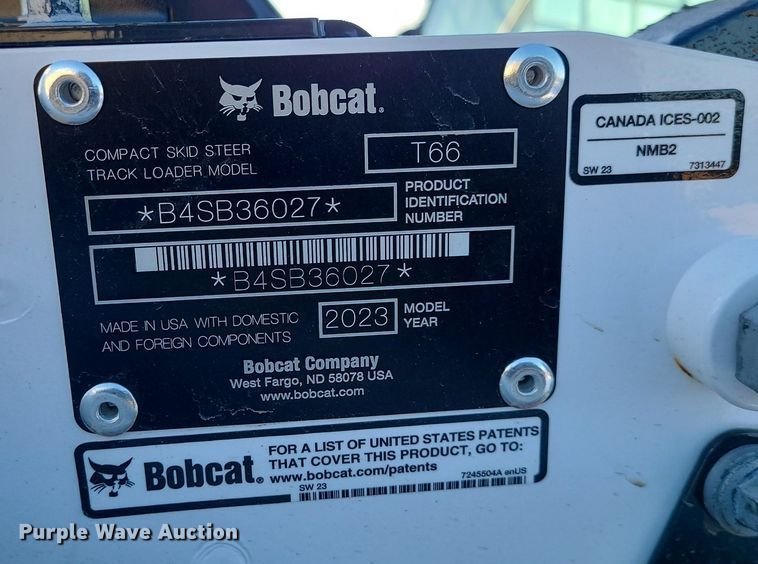 Bobcat.
COMPACT SKID STEER
TRACK LOADER MODEL
T66
*B4SB36027*
PRODUCT
IDENTIFICATION
NUMBER
*B4SB36027*
MADE IN USA WITH DOMESTIC
AND FOREIGN COMPONENTS
2023
MODEL
YEAR
Bobcat Company
West Fargo, ND 58078 USA
www.bobcat.com
CANADA ICES-002
NMB2
SW 23 7313447
Bobcat.
FOR A LIST OF UNITED STATES PATENTS
THAT COVER THIS PRODUCT, GO TO:
www.bobcat.com/patents
7245504A enUS
SW 23
Purple Wave Auction